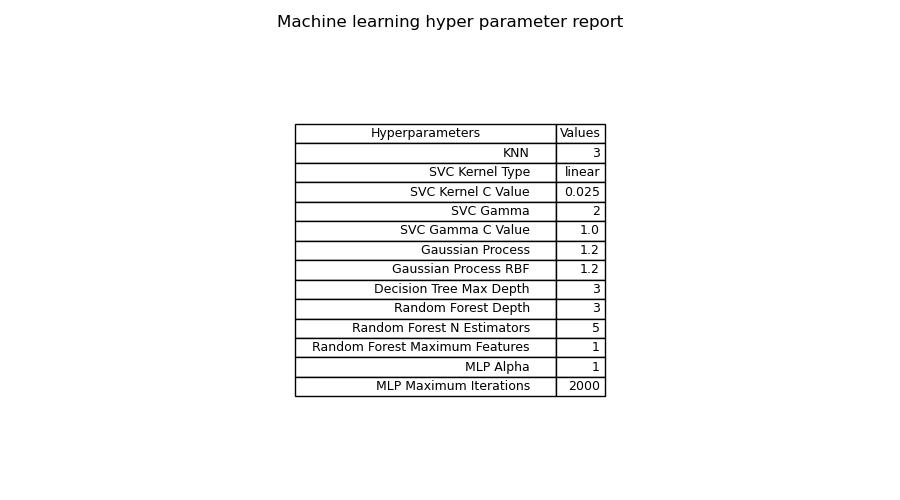 Machine learning hyper parameter report
Hyperparameters Values
KNN 3
SVC Kernel Type linear
SVC Kernel C Value 0.025
SVC Gamma 2
SVC Gamma C Value 1.0
Gaussian Process 1.2
Gaussian Process RBF 1.2
Decision Tree Max Depth 3
Random Forest Depth 3
Random Forest N Estimators 5
Random Forest Maximum Features 1
MLP Alpha 1
MLP Maximum Iterations 2000